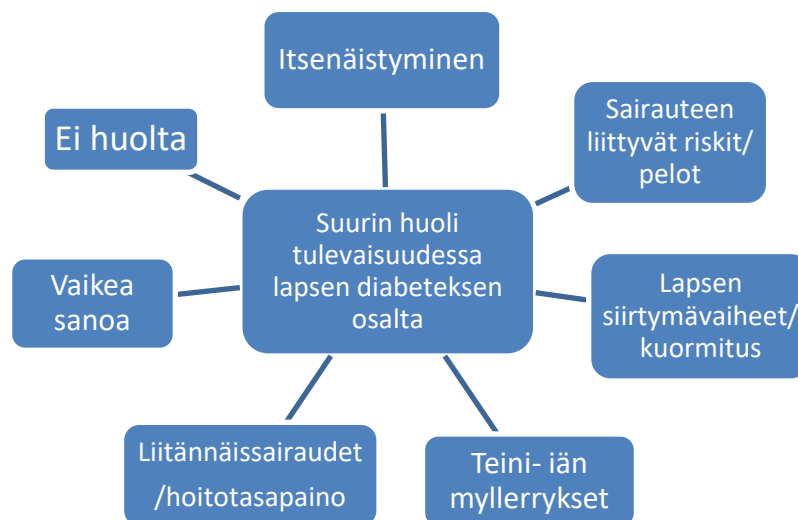 Itsenäistyminen
Ei huolta
Sairauteen
liittyvät riskit/
pelot
Suurin huoli
tulevaisuudessa
lapsen diabeteksen
osalta
Vaikea
sanoa
Lapsen
siirtymävaiheet/
kuormitus
Liitännäissairaudet
/hoitotasapaino
Teini- iän
myllerrykset